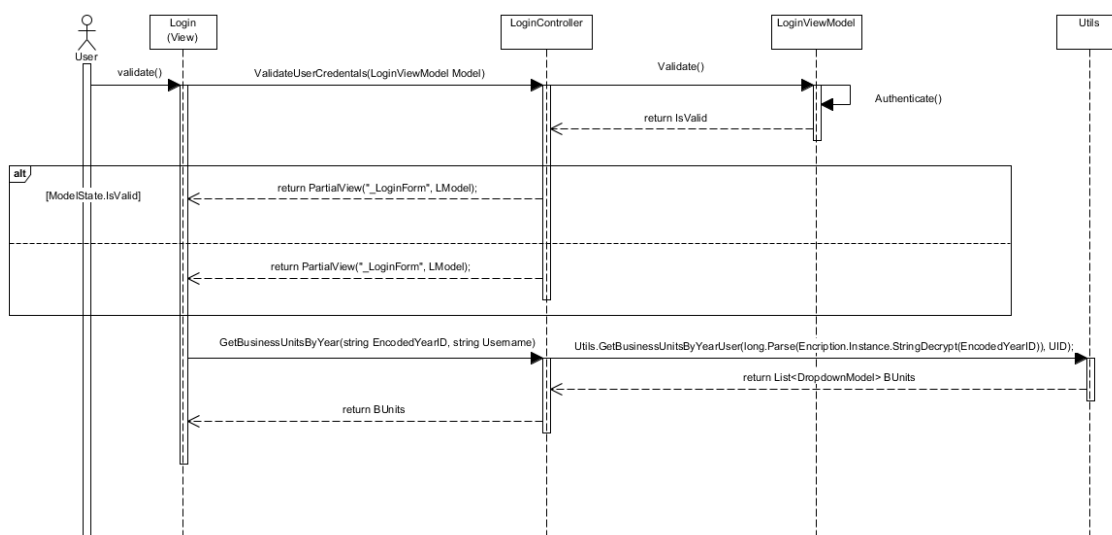 Login
(View)
LoginController
LoginViewModel
Utils
User
validate()
ValidateUserCredentals(LoginViewModel Model)
Validate()
Authenticate()
return IsValid
alt
[ModelState.IsValid]
return PartialView("_LoginForm", LModel);
return PartialView("_LoginForm", LModel);
GetBusinessUnitsByYear(string EncodedYearID, string Username)
Utils.GetBusinessUnitsByYearUser(long.Parse(Encription.Instance.StringDecrypt(EncodedYearID)), UID);
return List<DropdownModel> BUnits
return BUnits